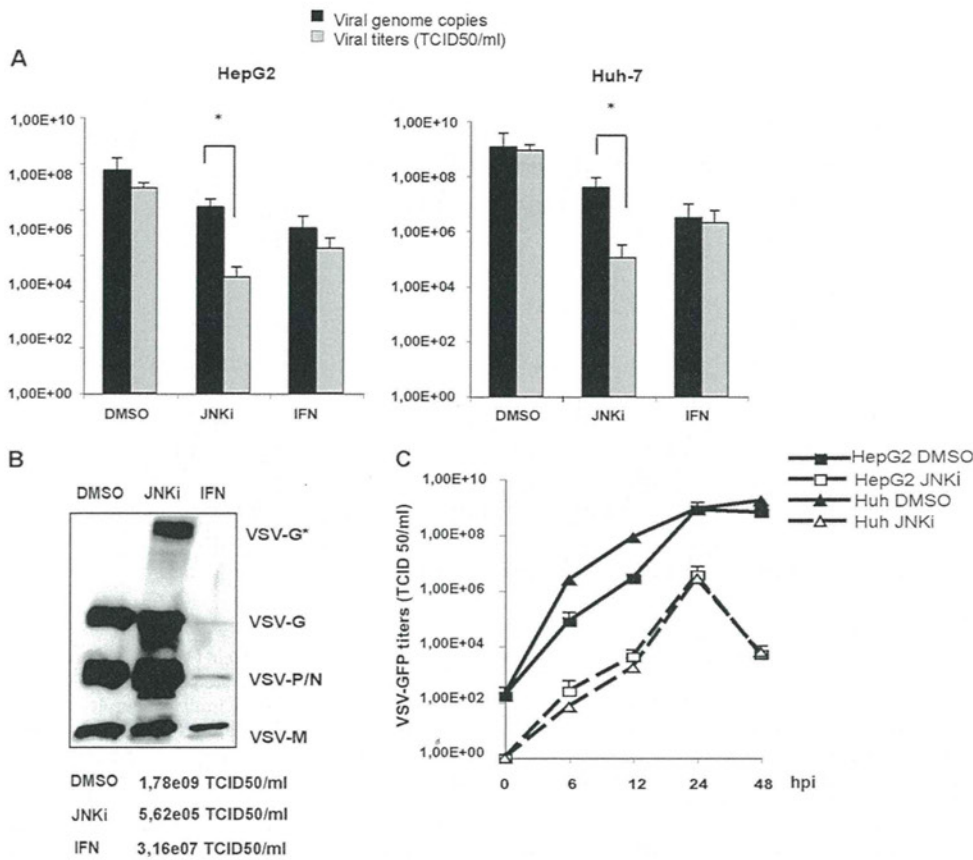 Viral genome copies
Viral titers (TCID50/ml)
A
HepG2
Huh-7
1,00E+10
1,00E+08
1,00E+06
1,00E+04
1,00E+02
1,00E+00
*
DMSO
JNKi
IFN
1,00E+10
1,00E+08
1,00E+06
1,00E+04
1,00E+02
1,00E+00
*
DMSO
JNKi
IFN
B
DMSO JNKi IFN
VSV-G*
VSV-G
VSV-P/N
VSV-M
DMSO 1,78e09 TCID50/ml
JNKi 5,62e05 TCID50/ml
IFN 3,16e07 TCID50/ml
C
HepG2 DMSO
HepG2 JNKi
Huh DMSO
Huh JNKi
VSV-GFP titers (TCID 50/ml)
1,00E+10
1,00E+08
1,00E+06
1,00E+04
1,00E+02
1,00E+00
0 6 12 24 48 hpi